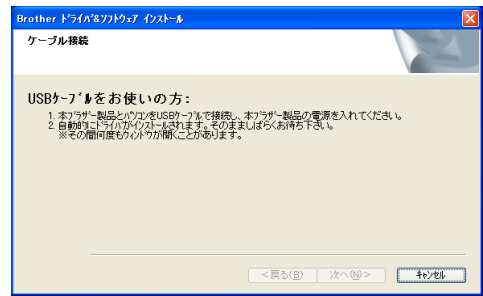 Brother ﾄﾞﾗｲﾊﾞ&ｿﾌﾄｳｪｱ ｲﾝｽﾄｰﾙ
ケーブル接続
USBｹｰﾌﾞﾙをお使いの方:
1. 本ﾌﾞﾗｻﾞｰ製品とﾊﾟｿｺﾝをUSBｹｰﾌﾞﾙで接続し、本ﾌﾞﾗｻﾞｰ製品の電源を入れてください。
2. 自動的にﾄﾞﾗｲﾊﾞがｲﾝｽﾄｰﾙされます。そのまましばらくお待ち下さい。
※その間何度もｳｨﾝﾄﾞｳが開くことがあります。
<戻る(B) 次へ(N)> ｷｬﾝｾﾙ